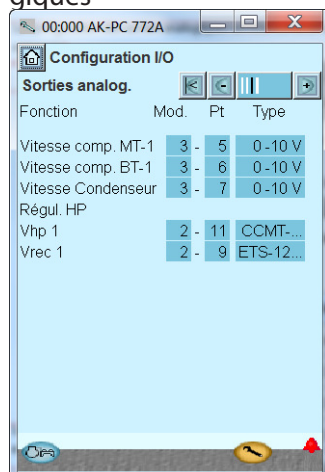 giques
00:000 AK-PC 772A
Configuration I/O
Sorties analog.
Fonction Mod. Pt Type
Vitesse comp. MT-1 3 - 5 0-10 V
Vitesse comp. BT-1 3 - 6 0-10 V
Vitesse Condenseur 3 - 7 0-10 V
Régul. HP
Vhp 1 2 - 11 CCMT-...
Vrec 1 2 - 9 ETS-12...